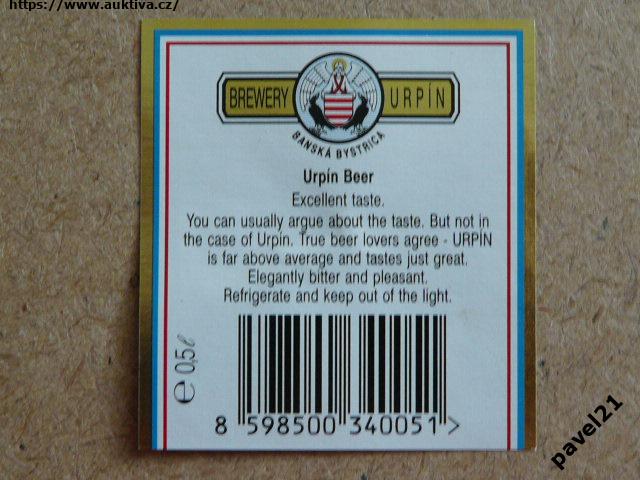 https://www.auktiva.cz/
BREWERY URPÍN
BANSKÁ BYSTRICA
Urpín Beer
Excellent taste.
You can usually argue about the taste. But not in
the case of Urpín. True beer lovers agree - URPÍN
is far above average and tastes just great.
Elegantly bitter and pleasant.
Refrigerate and keep out of the light.
℮ 0,5ℓ
8 598500 340051 >
pavel21